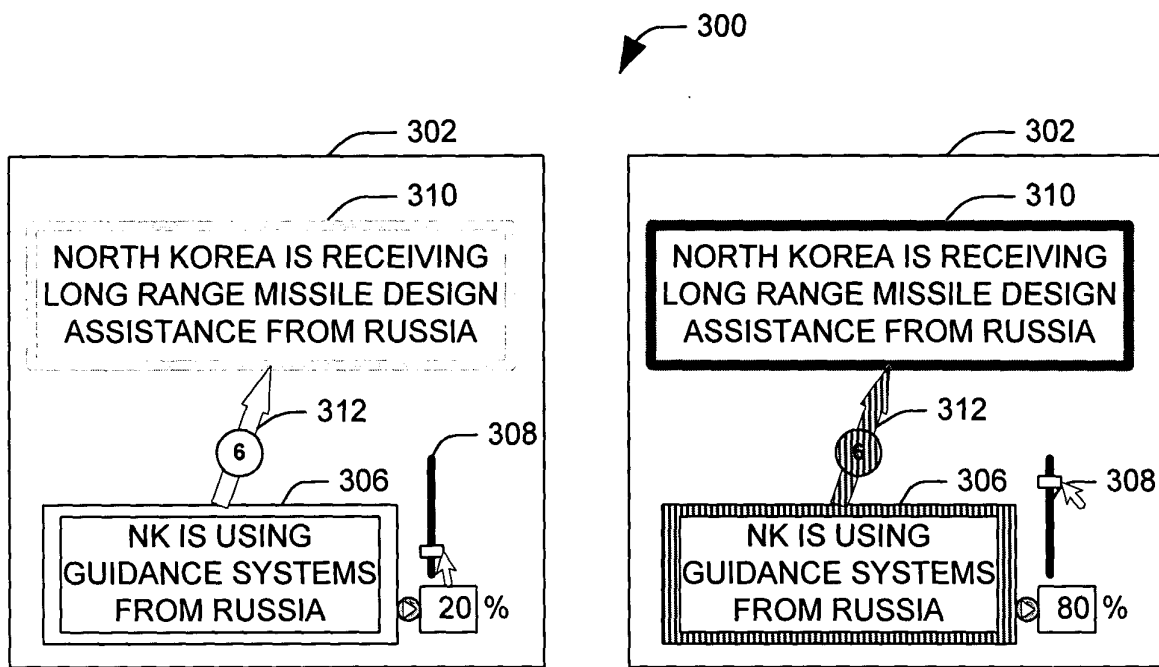 300
302
310
NORTH KOREA IS RECEIVING
LONG RANGE MISSILE DESIGN
ASSISTANCE FROM RUSSIA
312
308
6
306
NK IS USING
GUIDANCE SYSTEMS
FROM RUSSIA
20 %
302
310
NORTH KOREA IS RECEIVING
LONG RANGE MISSILE DESIGN
ASSISTANCE FROM RUSSIA
312
6
306
308
NK IS USING
GUIDANCE SYSTEMS
FROM RUSSIA
80 %